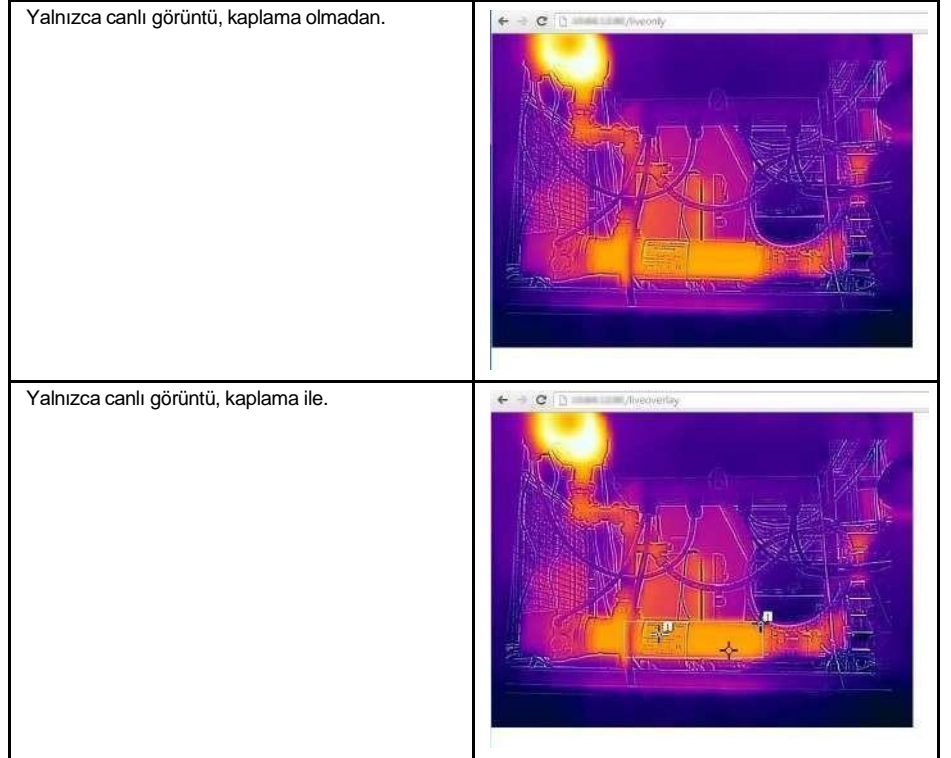 Yalnızca canlı görüntü, kaplama olmadan.
/liveonly
Yalnızca canlı görüntü, kaplama ile.
/liveoverlay